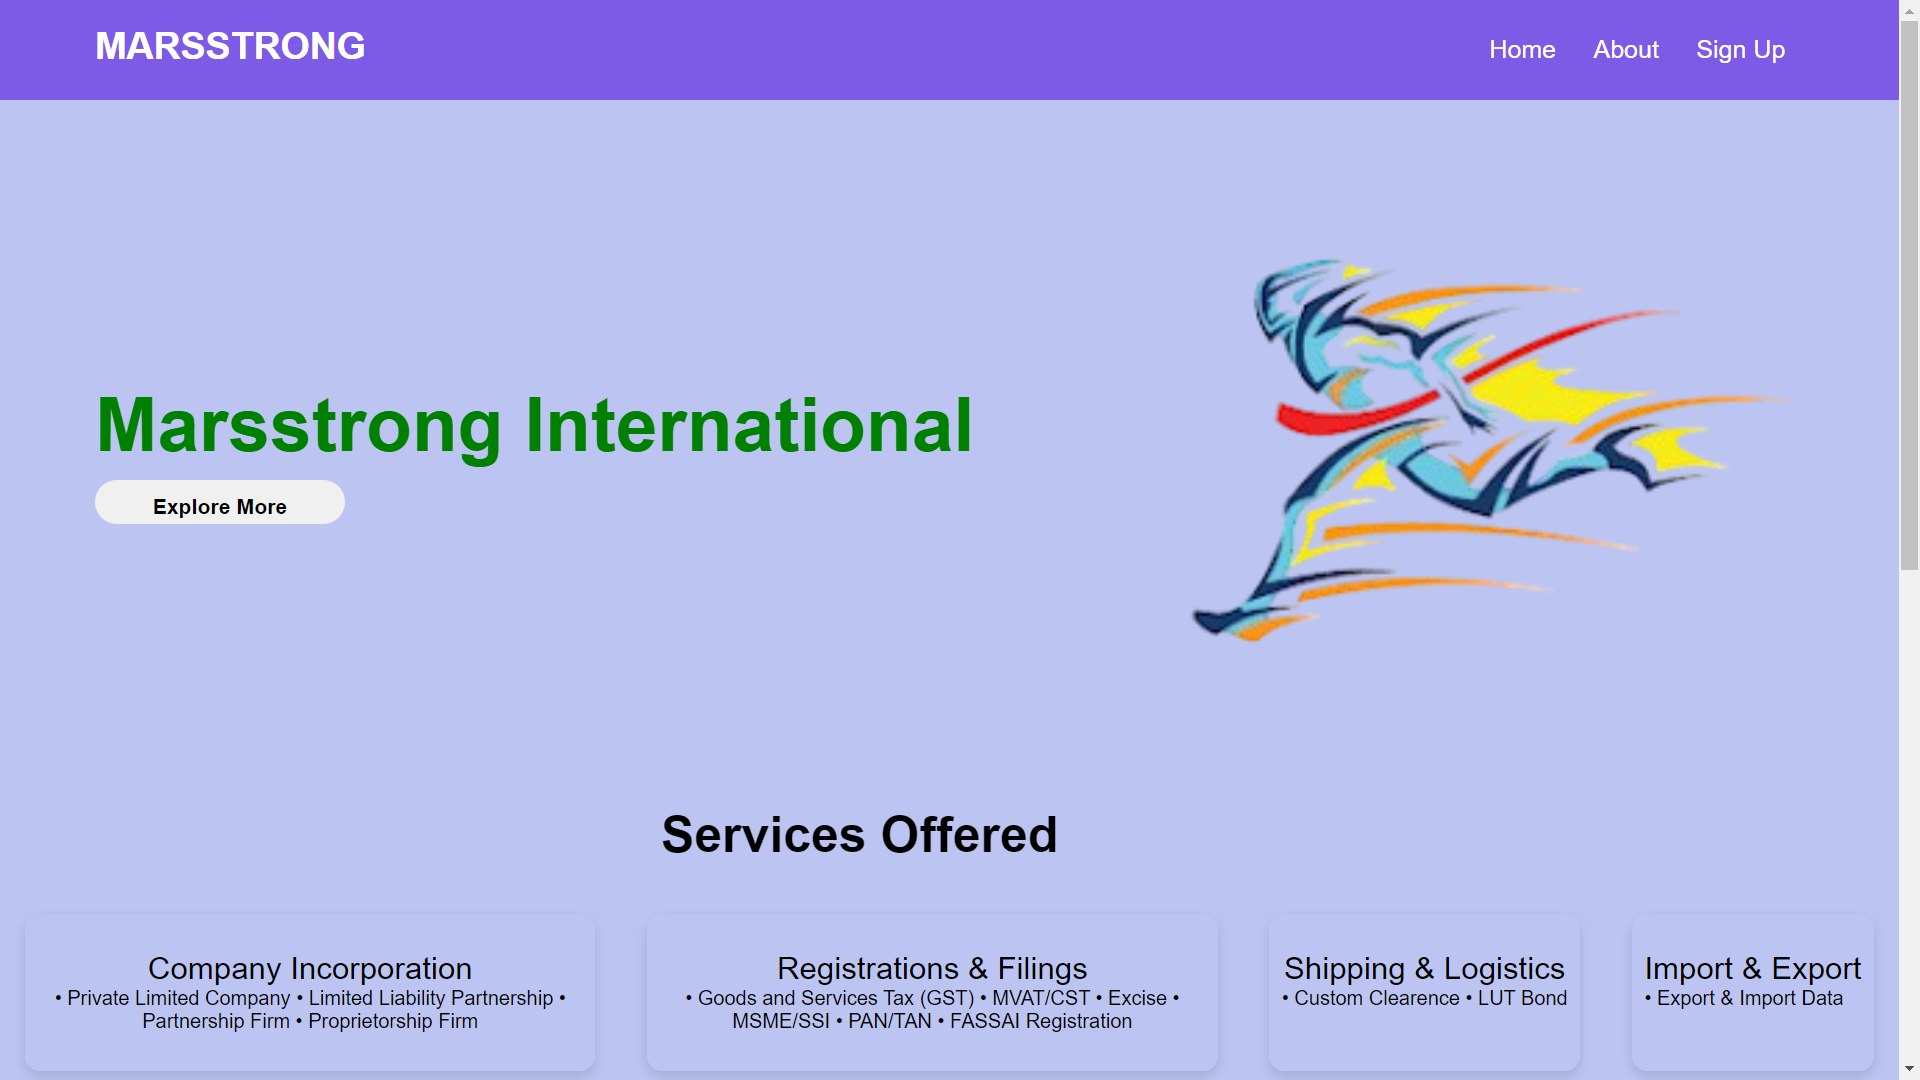 MARSSTRONG
Home
About
Sign Up
Marsstrong International
Explore More
Services Offered
Company Incorporation
• Private Limited Company • Limited Liability Partnership •
Partnership Firm • Proprietorship Firm
Registrations & Filings
• Goods and Services Tax (GST) • MVAT/CST • Excise •
MSME/SSI • PAN/TAN • FASSAI Registration
Shipping & Logistics
• Custom Clearence • LUT Bond
Import & Export
• Export & Import Data